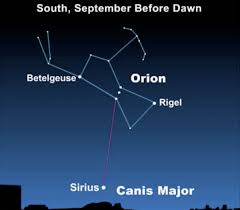 South, September Before Dawn
Orion
Betelgeuse
Rigel
Sirius
Canis Major